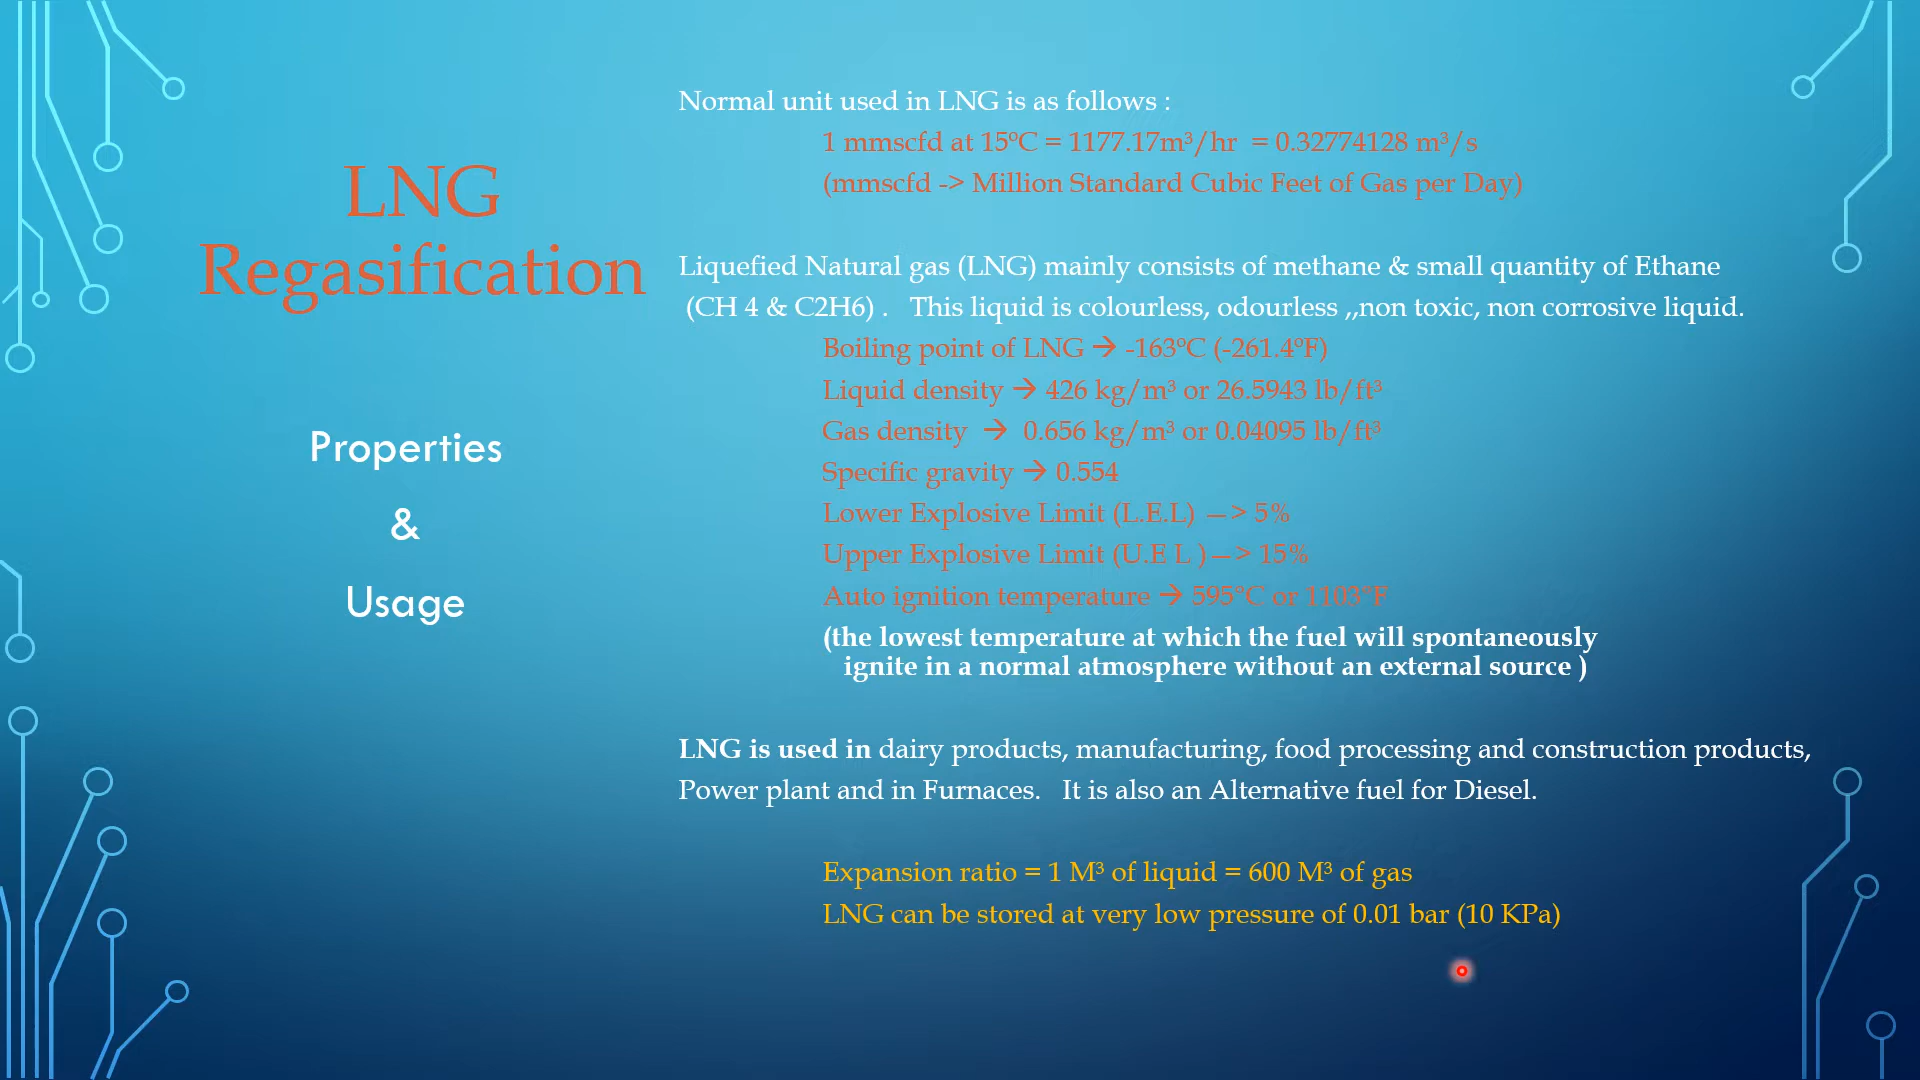 LNG
Regasification
Properties
&
Usage
Normal unit used in LNG is as follows :
1 mmscfd at 15°C = 1177.17m³/hr = 0.32774128 m³/s
(mmscfd -> Million Standard Cubic Feet of Gas per Day)
Liquefied Natural gas (LNG) mainly consists of methane & small quantity of Ethane
(CH 4 & C2H6) . This liquid is colourless, odourless ,,non toxic, non corrosive liquid.
Boiling point of LNG → -163°C (-261.4°F)
Liquid density → 426 kg/m³ or 26.5943 lb/ft³
Gas density → 0.656 kg/m³ or 0.04095 lb/ft³
Specific gravity → 0.554
Lower Explosive Limit (L.E.L) —> 5%
Upper Explosive Limit (U.E L )—> 15%
Auto ignition temperature → 595°C or 1103°F
(the lowest temperature at which the fuel will spontaneously
ignite in a normal atmosphere without an external source )
LNG is used in dairy products, manufacturing, food processing and construction products,
Power plant and in Furnaces. It is also an Alternative fuel for Diesel.
Expansion ratio = 1 M³ of liquid = 600 M³ of gas
LNG can be stored at very low pressure of 0.01 bar (10 KPa)